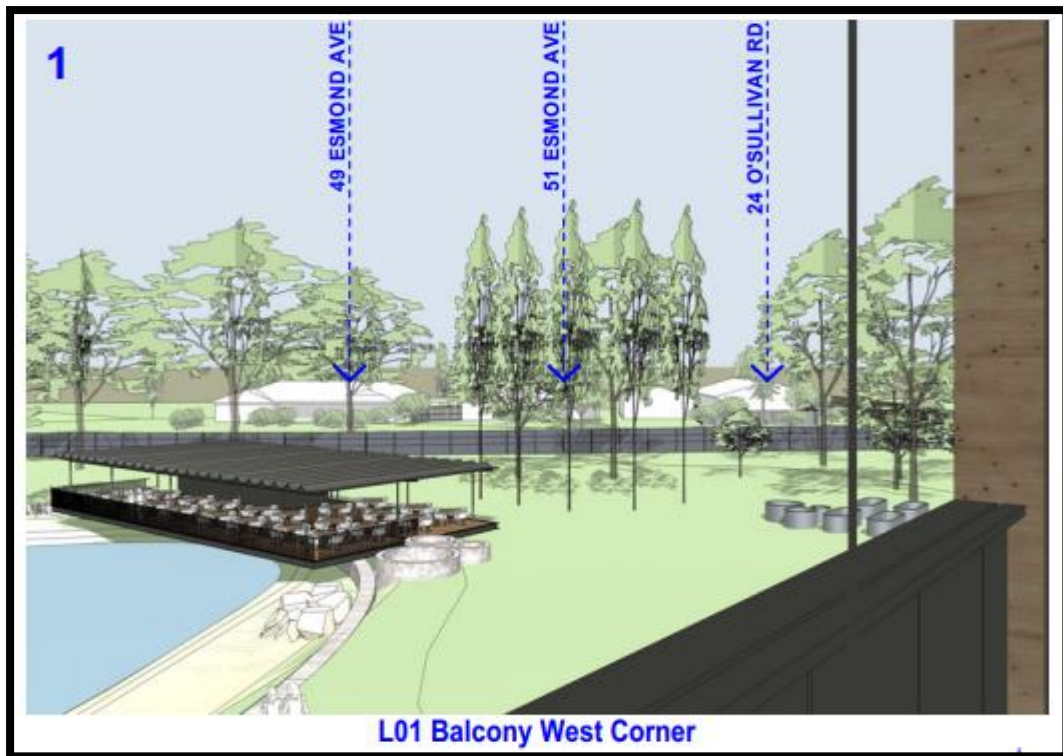 1
49 ESMOND AVE
51 ESMOND AVE
24 O'SULLIVAN RD
L01 Balcony West Corner